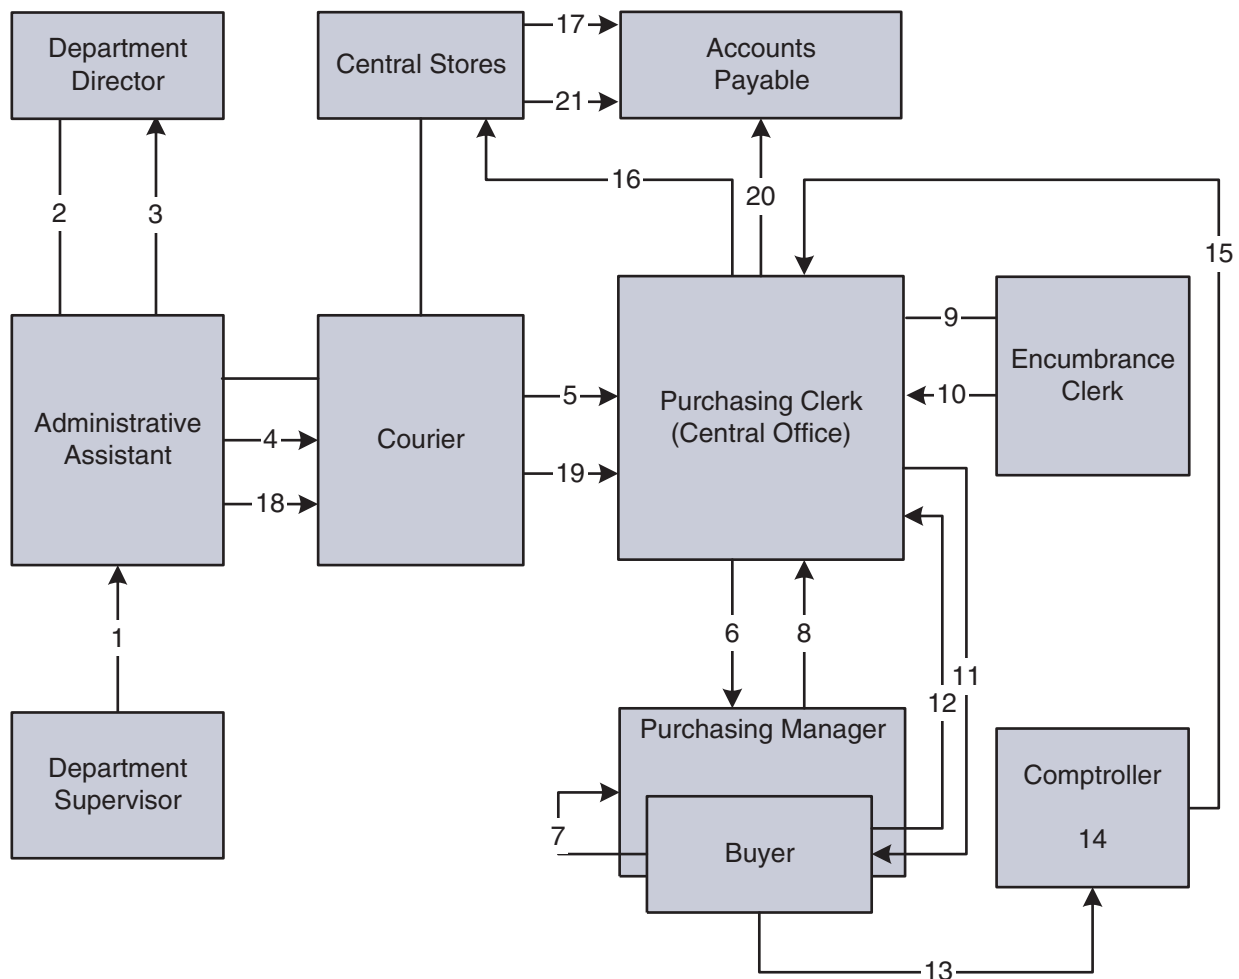 Department
Director
Central Stores
17
21
Accounts
Payable
2
3
16
20
15
Administrative
Assistant
4
18
Courier
5
19
Purchasing Clerk
(Central Office)
9
10
Encumbrance
Clerk
1
6
8
11
12
Department
Supervisor
Purchasing Manager
7
Buyer
Comptroller
14
13